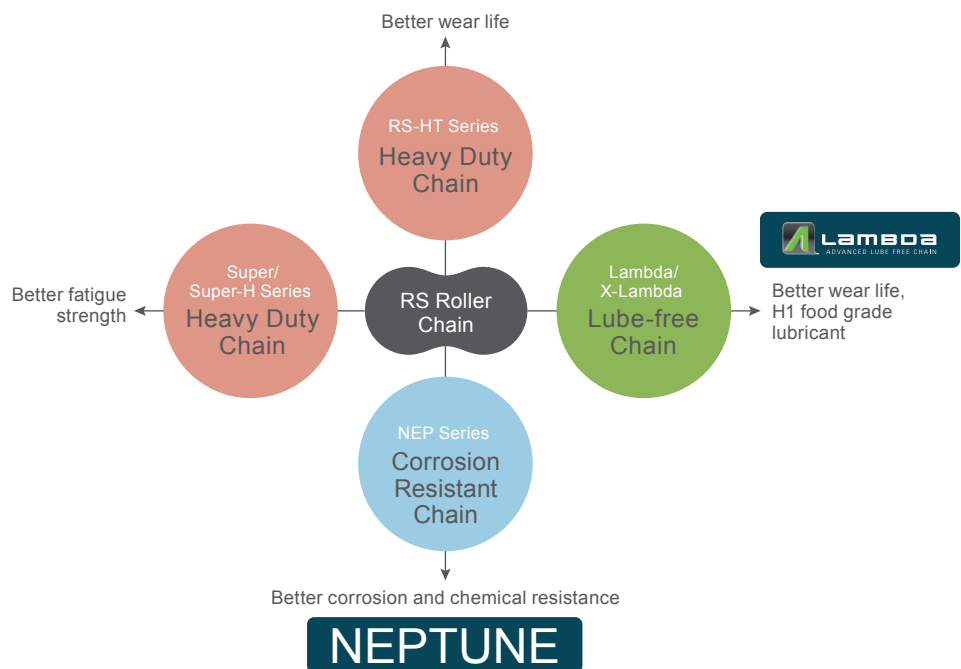 Better wear life
RS-HT Series
Heavy Duty
Chain
LAMBDA
ADVANCED LUBE FREE CHAIN
Super/
Super-H Series
Heavy Duty
Chain
Better fatigue
strength
RS Roller
Chain
Lambda/
X-Lambda
Lube-free
Chain
Better wear life,
H1 food grade
lubricant
NEP Series
Corrosion
Resistant
Chain
Better corrosion and chemical resistance
NEPTUNE